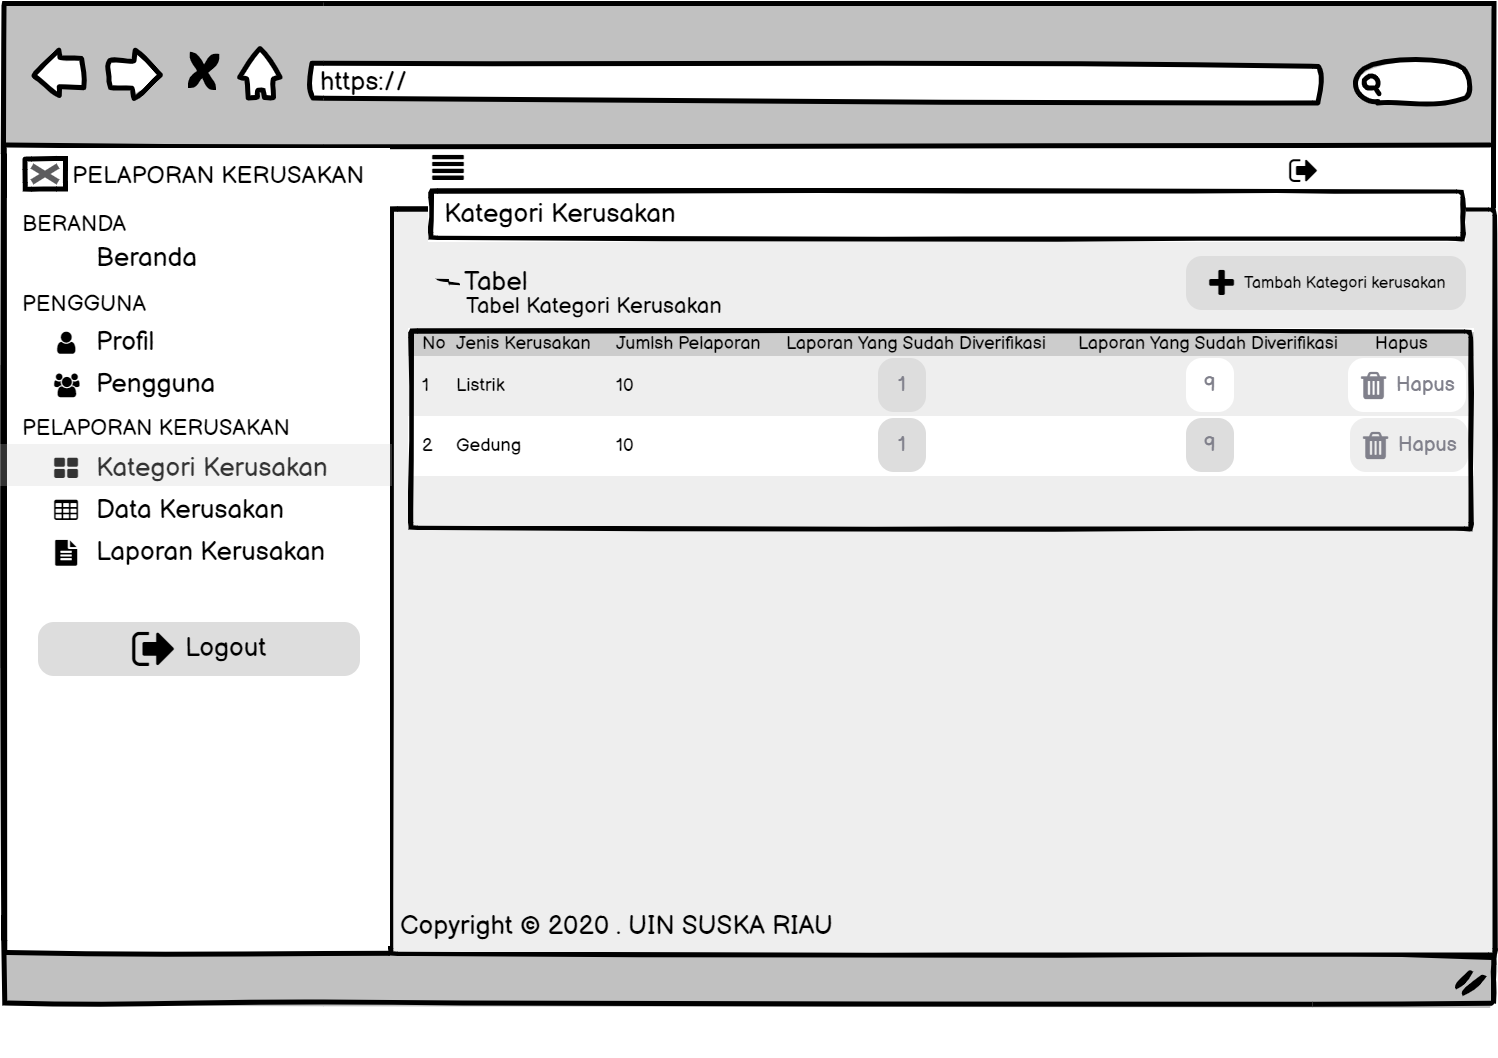 https://
PELAPORAN KERUSAKAN
BERANDA
Beranda
PENGGUNA
Profil
Pengguna
PELAPORAN KERUSAKAN
Kategori Kerusakan
Data Kerusakan
Laporan Kerusakan
Logout
Kategori Kerusakan
Tabel
Tabel Kategori Kerusakan
Tambah Kategori kerusakan
No Jenis Kerusakan Jumlsh Pelaporan Laporan Yang Sudah Diverifikasi Laporan Yang Sudah Diverifikasi Hapus
1 Listrik 10 1 9 Hapus
2 Gedung 10 1 9 Hapus
Copyright © 2020 . UIN SUSKA RIAU